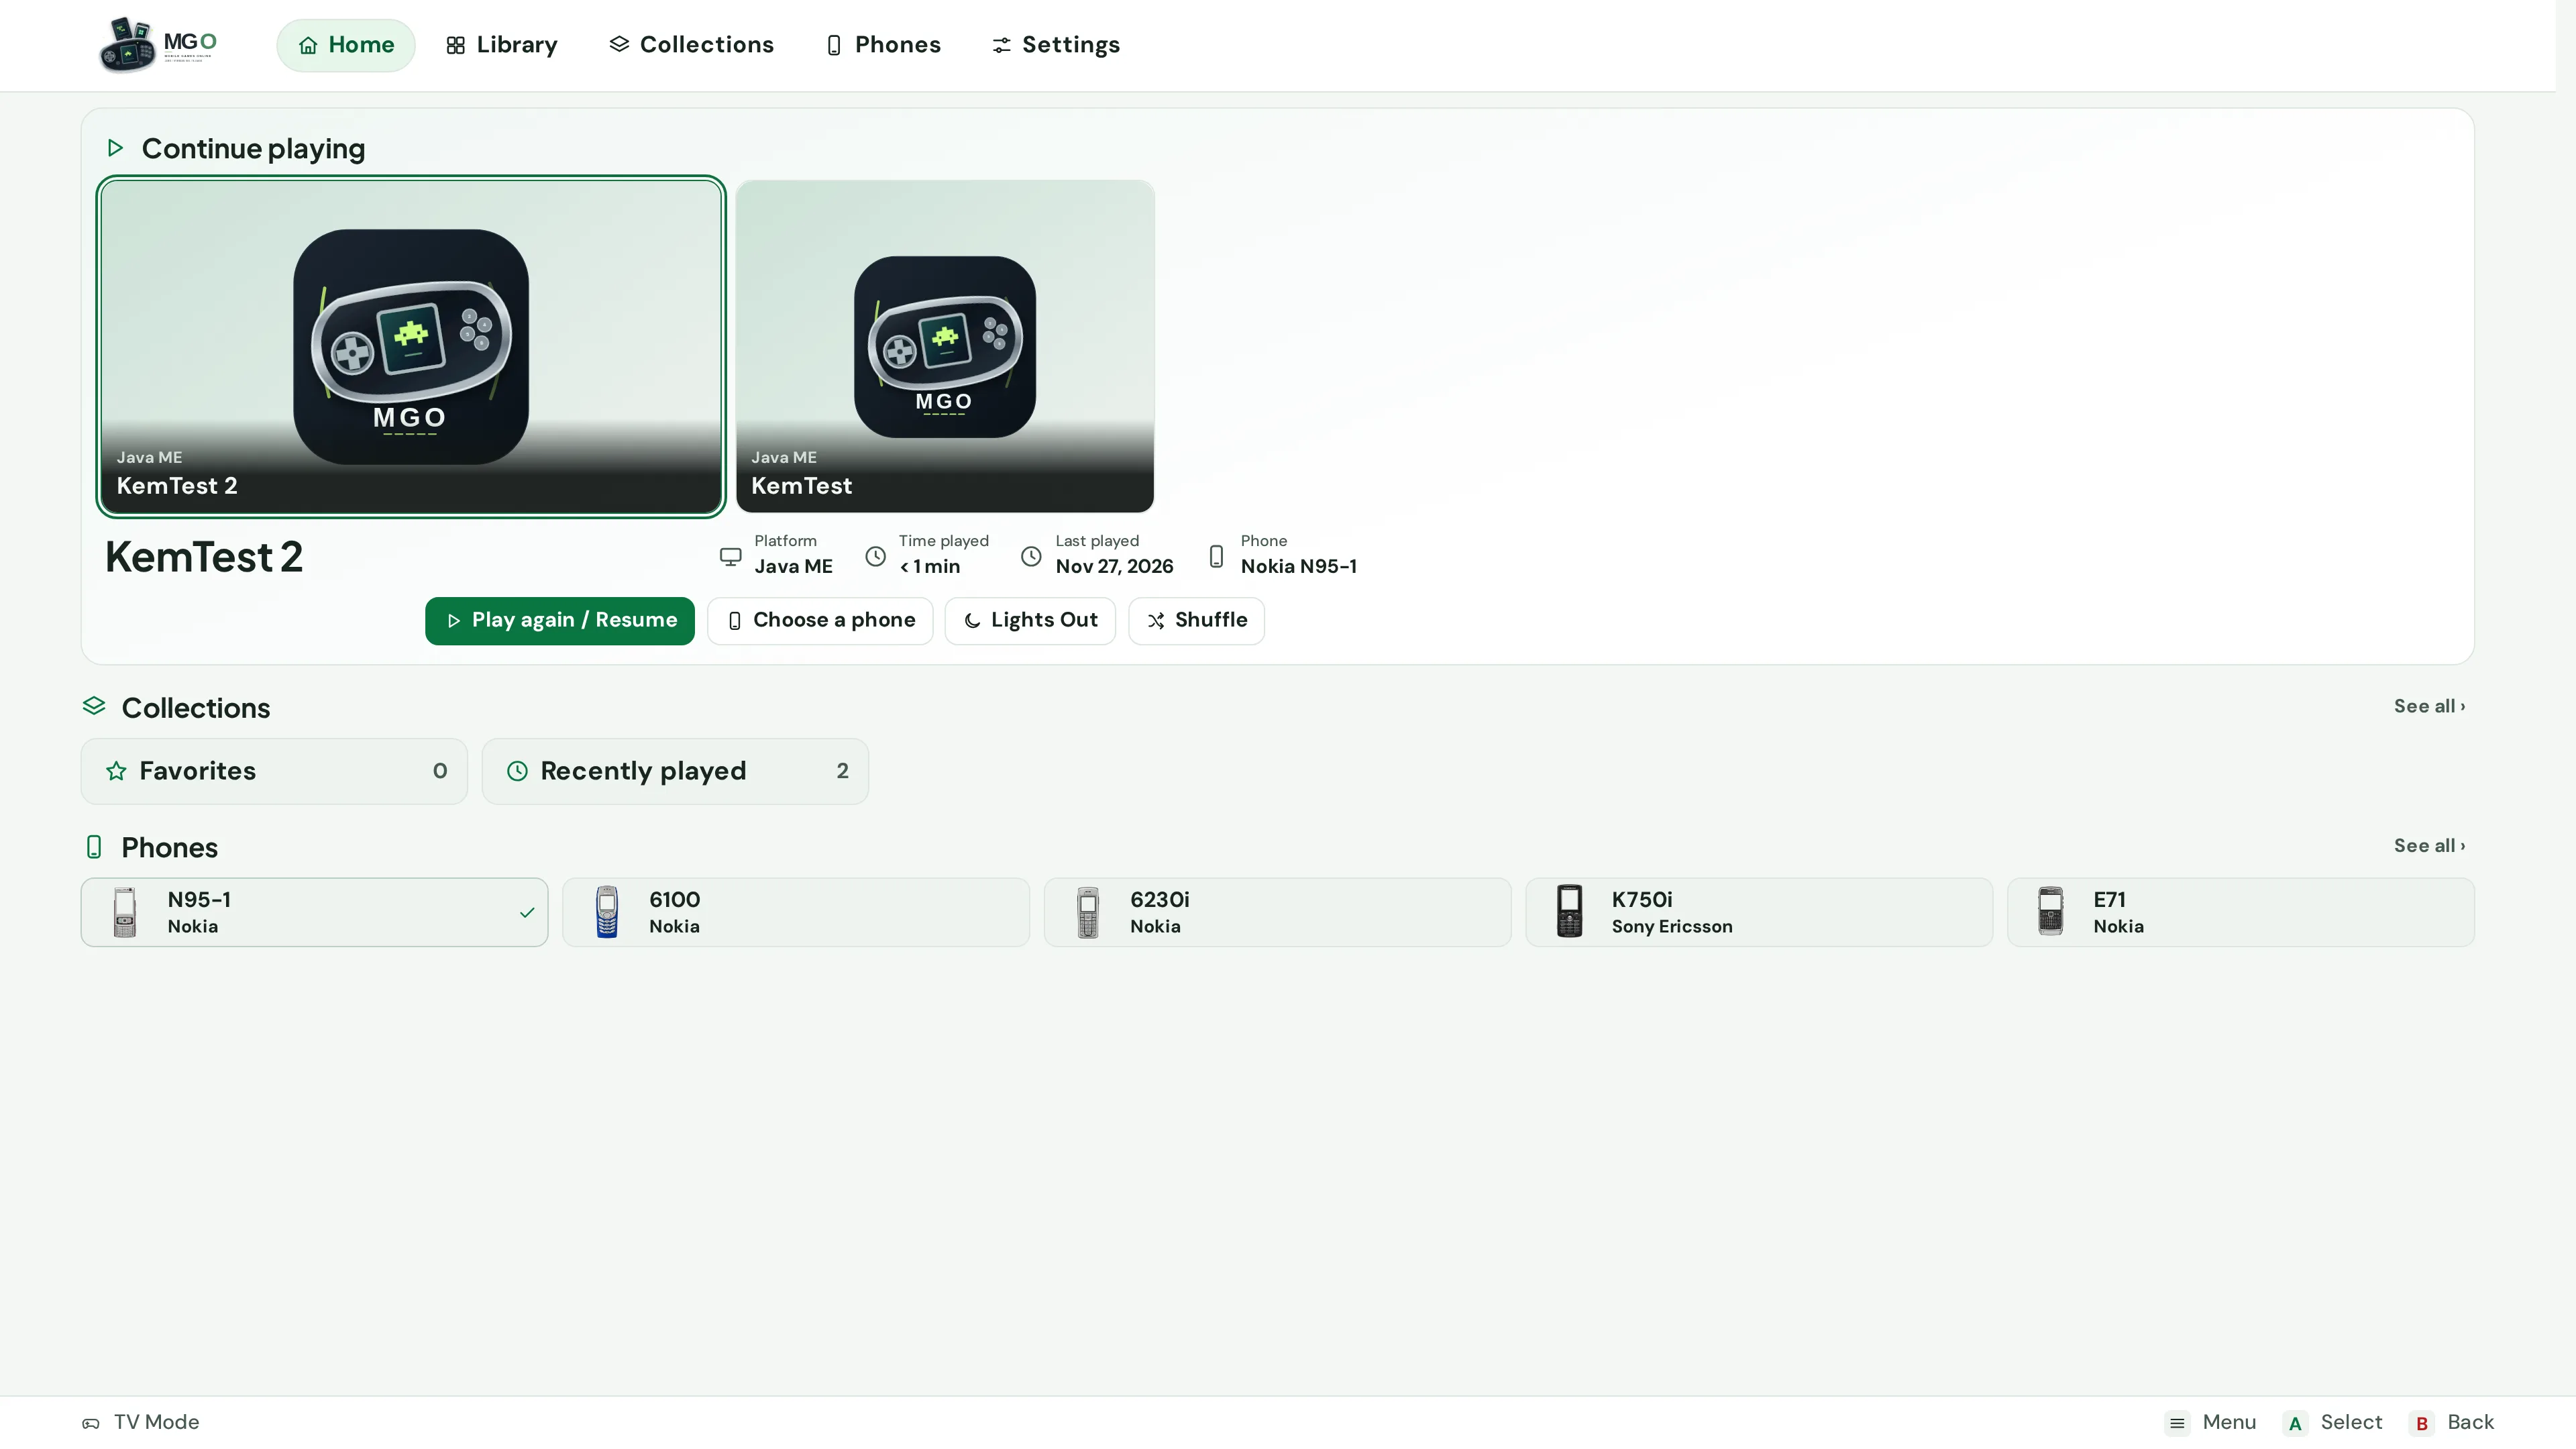 MGO
Home
Library
Collections
Phones
Settings
Continue playing
MGO
Java ME
KemTest 2
MGO
Java ME
KemTest
KemTest 2
Platform
Java ME
Time played
< 1 min
Last played
Nov 27, 2026
Phone
Nokia N95-1
Play again / Resume
Choose a phone
Lights Out
Shuffle
Collections
See all ›
Favorites
0
Recently played
2
Phones
See all ›
N95-1
Nokia
6100
Nokia
6230i
Nokia
K750i
Sony Ericsson
E71
Nokia
TV Mode
Menu
A Select
B Back